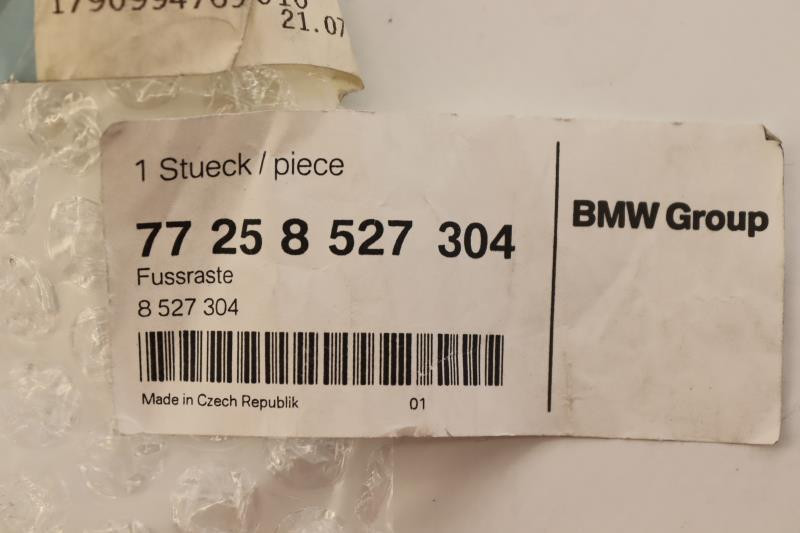 21.07
1 Stueck / piece
77 25 8 527 304
Fussraste
8 527 304
Made in Czech Republik 01
BMW Group